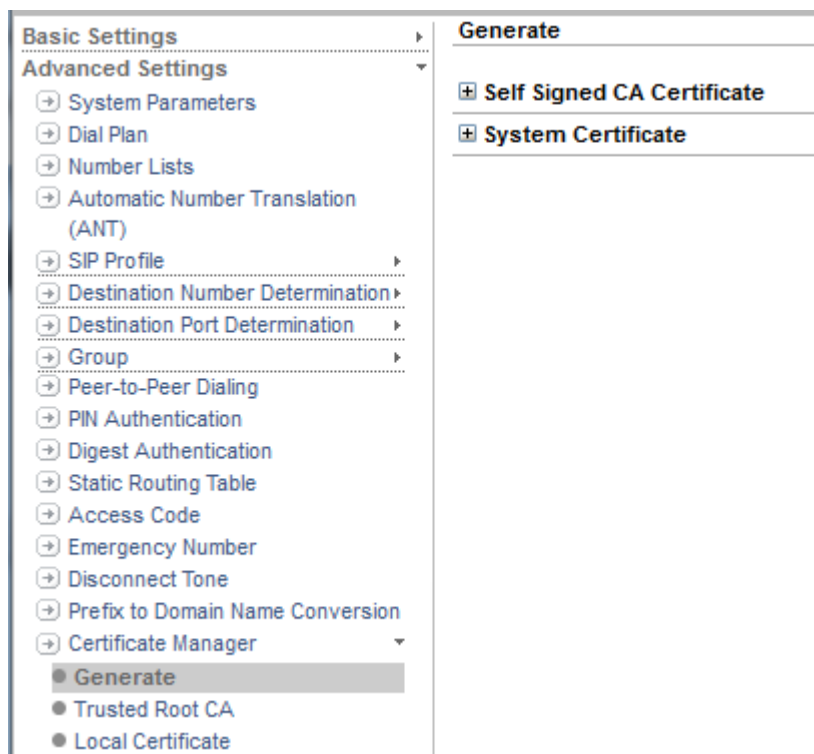 Basic Settings
Advanced Settings
System Parameters
Dial Plan
Number Lists
Automatic Number Translation
(ANT)
SIP Profile
Destination Number Determination
Destination Port Determination
Group
Peer-to-Peer Dialing
PIN Authentication
Digest Authentication
Static Routing Table
Access Code
Emergency Number
Disconnect Tone
Prefix to Domain Name Conversion
Certificate Manager
Generate
Trusted Root CA
Local Certificate
Generate
Self Signed CA Certificate
System Certificate